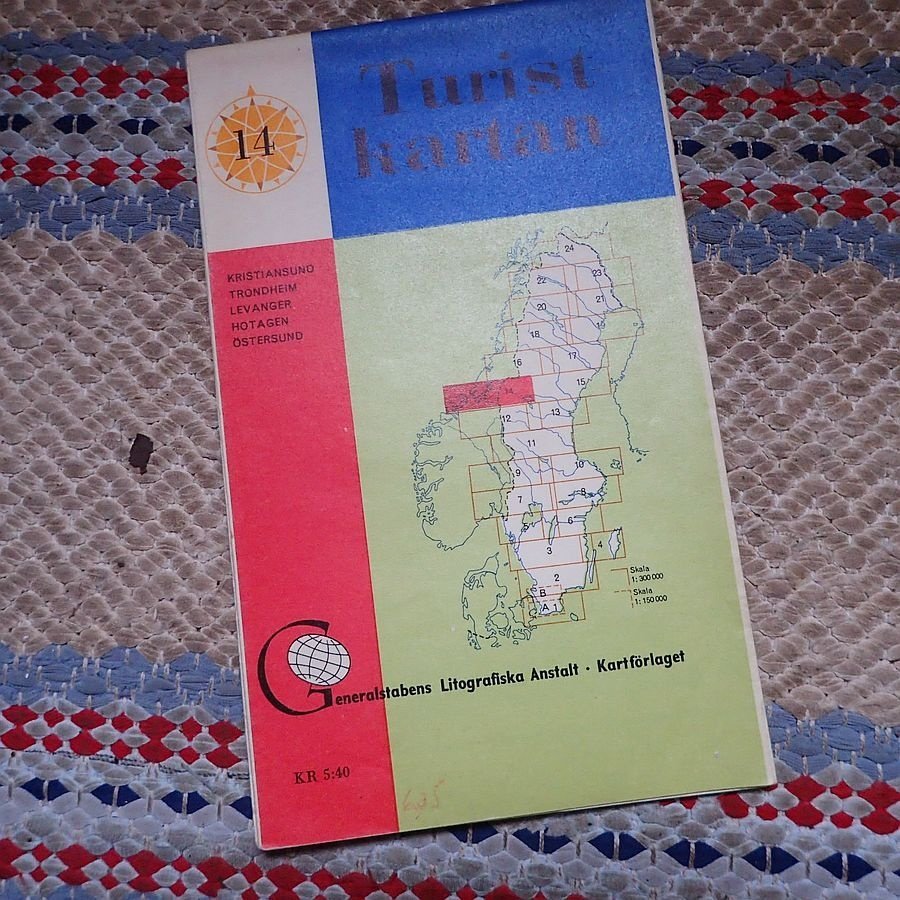 Turist
kartan
14
KRISTIANSUND
TRONDHEIM
LEVANGER
HOTAGEN
ÖSTERSUND
24
23
22
21
20
19
18
17
16
15
14
13
12
11
10
9
8
7
6
5
4
3
2
B
A 1
Skala
1:300 000
Skala
1:150 000
Generalstabens Litografiska Anstalt · Kartförlaget
KR 5:40